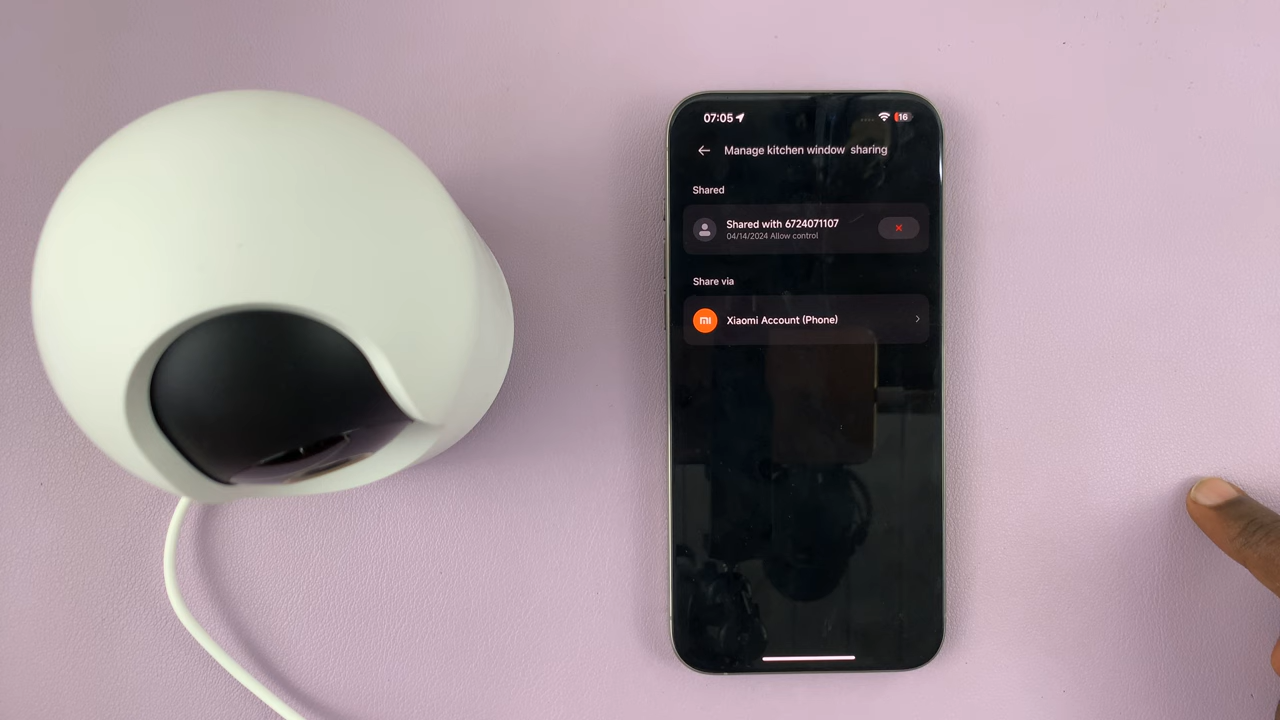 07:05
16
Manage kitchen window sharing
Shared
Shared with 6724071107
04/14/2024 Allow control
Share via
mi
Xiaomi Account (Phone)